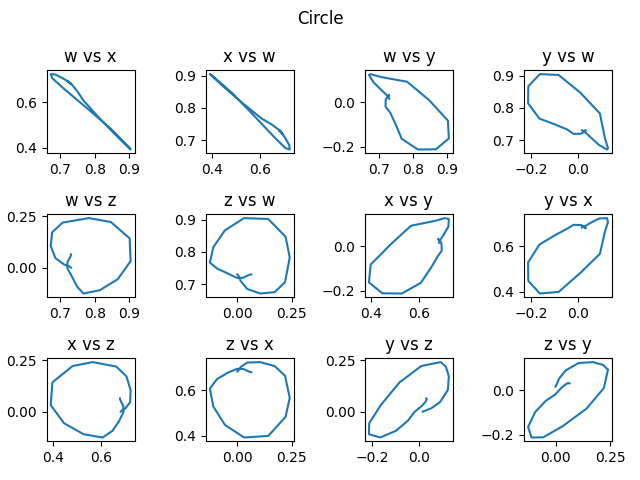 Circle
w vs x
x vs w
w vs y
y vs w
0.6
0.4
0.7 0.8 0.9
0.9
0.8
0.7
0.4 0.6
0.0
−0.2
0.7 0.8 0.9
0.9
0.8
0.7
−0.2 0.0
w vs z
z vs w
x vs y
y vs x
0.25
0.00
0.7 0.8 0.9
0.9
0.8
0.7
0.00 0.25
0.0
−0.2
0.4 0.6
0.6
0.4
−0.2 0.0
x vs z
z vs x
y vs z
z vs y
0.25
0.00
0.4 0.6
0.6
0.4
0.00 0.25
0.25
0.00
−0.2 0.0
0.0
−0.2
0.00 0.25